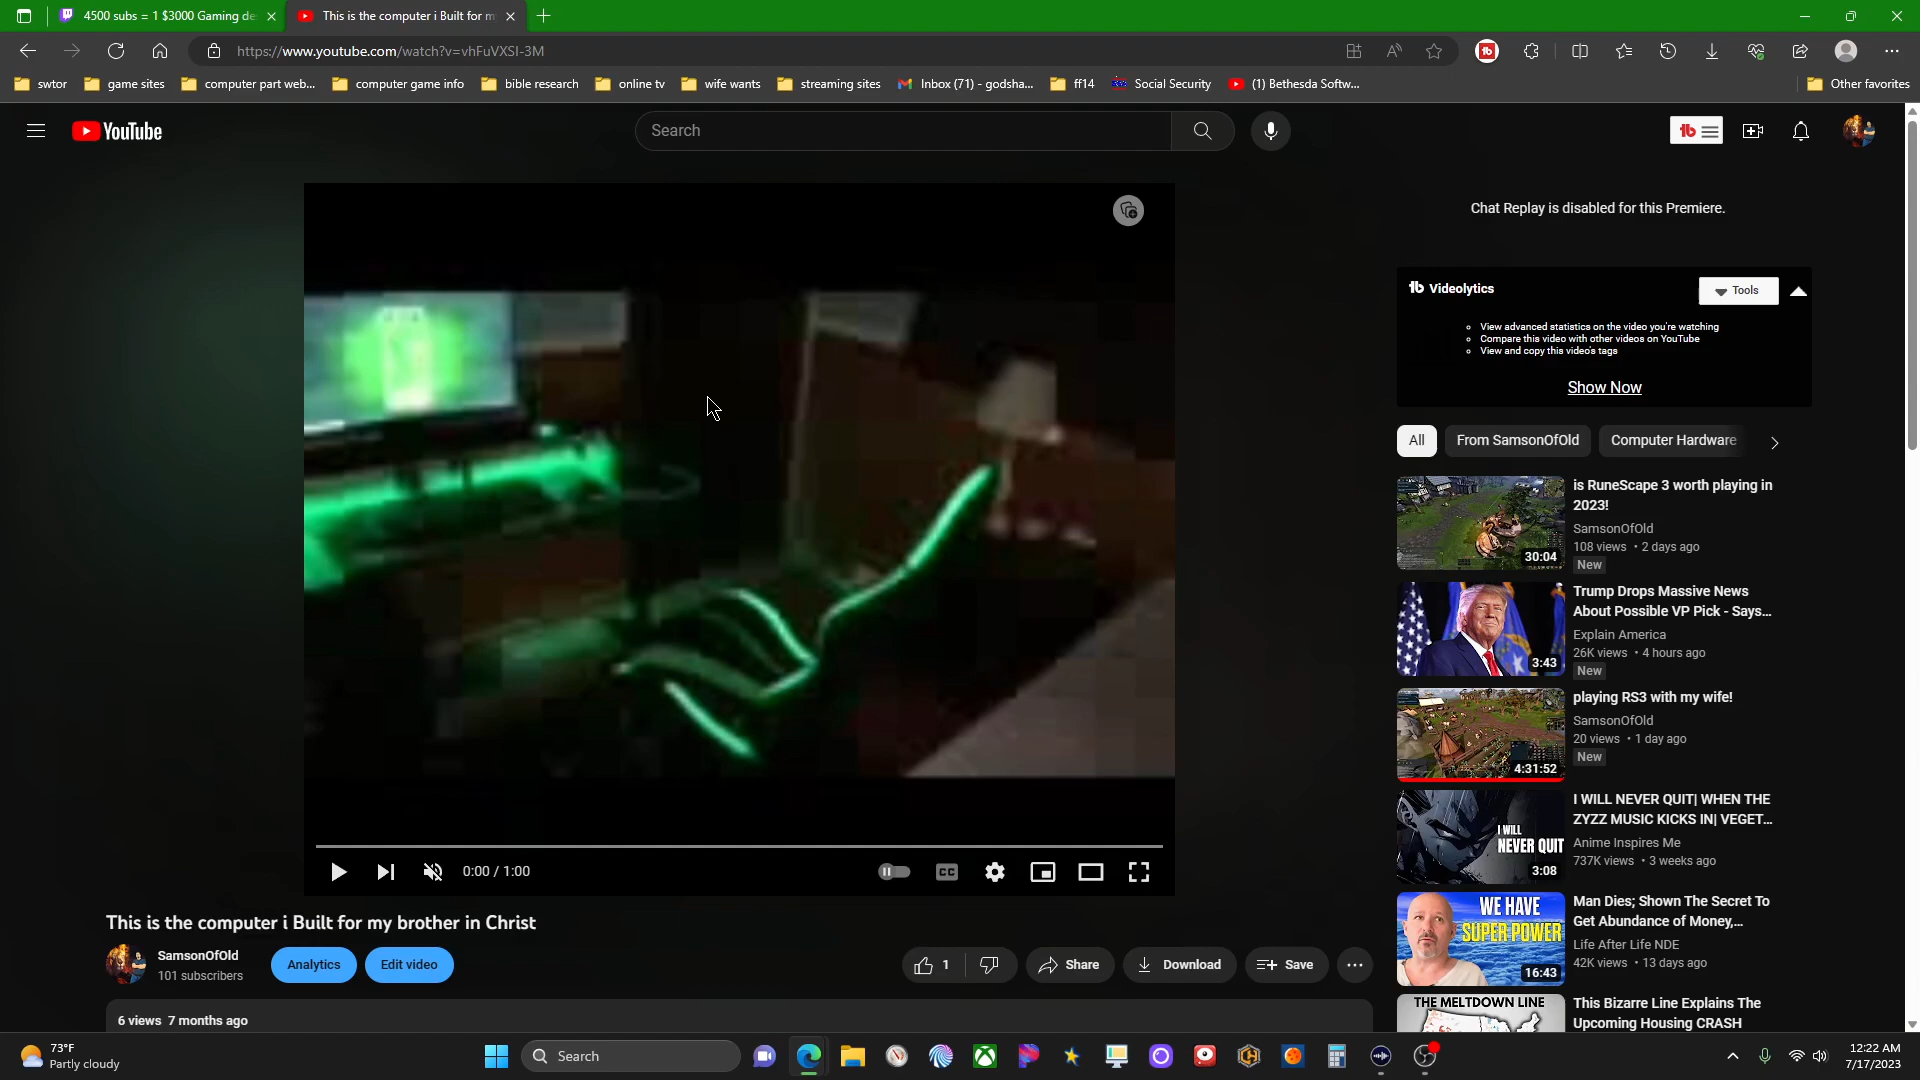 4500 subs = 1 $3000 Gaming de
This is the computer i Built for m
https://www.youtube.com/watch?v=vhFuVXSI-3M
swtor
game sites
computer part web...
computer game info
bible research
online tv
wife wants
streaming sites
Inbox (71) - godsha...
ff14
Social Security
(1) Bethesda Softw...
Other favorites
YouTube
Search
Chat Replay is disabled for this Premiere.
Videolytics
Tools
View advanced statistics on the video you're watching
Compare this video with other videos on YouTube
View and copy this video's tags
Show Now
All
From SamsonOfOld
Computer Hardware
is RuneScape 3 worth playing in
2023!
SamsonOfOld
108 views • 2 days ago
New
30:04
Trump Drops Massive News
About Possible VP Pick - Says...
Explain America
26K views • 4 hours ago
New
3:43
playing RS3 with my wife!
SamsonOfOld
20 views • 1 day ago
New
4:31:52
I WILL NEVER QUIT| WHEN THE
ZYZZ MUSIC KICKS IN| VEGET...
Anime Inspires Me
737K views • 3 weeks ago
I WILL
NEVER QUIT
3:08
Man Dies; Shown The Secret To
Get Abundance of Money,...
Life After Life NDE
42K views • 13 days ago
WE HAVE
SUPER POWER
16:43
THE MELTDOWN LINE
This Bizarre Line Explains The
Upcoming Housing CRASH
0:00 / 1:00
CC
This is the computer i Built for my brother in Christ
SamsonOfOld
101 subscribers
Analytics
Edit video
1
Share
Download
Save
6 views 7 months ago
73°F
Partly cloudy
Search
12:22 AM
7/17/2023